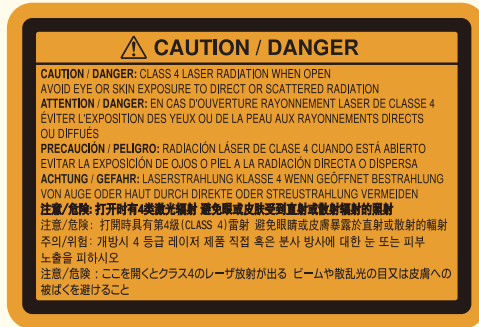 ⚠ CAUTION / DANGER
CAUTION / DANGER: CLASS 4 LASER RADIATION WHEN OPEN
AVOID EYE OR SKIN EXPOSURE TO DIRECT OR SCATTERED RADIATION
ATTENTION / DANGER: EN CAS D'OUVERTURE RAYONNEMENT LASER DE CLASSE 4
ÉVITER L'EXPOSITION DES YEUX OU DE LA PEAU AUX RAYONNEMENTS DIRECTS
OU DIFFUÉS
PRECAUCIÓN / PELIGRO: RADIACIÓN LÁSER DE CLASE 4 CUANDO ESTÁ ABIERTO
EVITAR LA EXPOSICIÓN DE OJOS O PIEL A LA RADIACIÓN DIRECTA O DISPERSA
ACHTUNG / GEFAHR: LASERSTRAHLUNG KLASSE 4 WENN GEÖFFNET BESTRAHLUNG
VON AUGE ODER HAUT DURCH DIREKTE ODER STREUSTRAHLUNG VERMEIDEN
注意/危険: 打开时有4类激光辐射 避免眼或皮肤受到直射或散射辐射的照射
注意/危險: 打開時具有第4級(CLASS 4)雷射 避免眼睛或皮膚暴露於直射或散射的輻射
주의/위험: 개방시 4 등급 레이저 제품 직접 혹은 분사 방사에 대한 눈 또는 피부
노출을 피하시오
注意/危険：ここを開くとクラス4のレーザ放射が出る ビームや散乱光の目又は皮膚への
被ばくを避けること